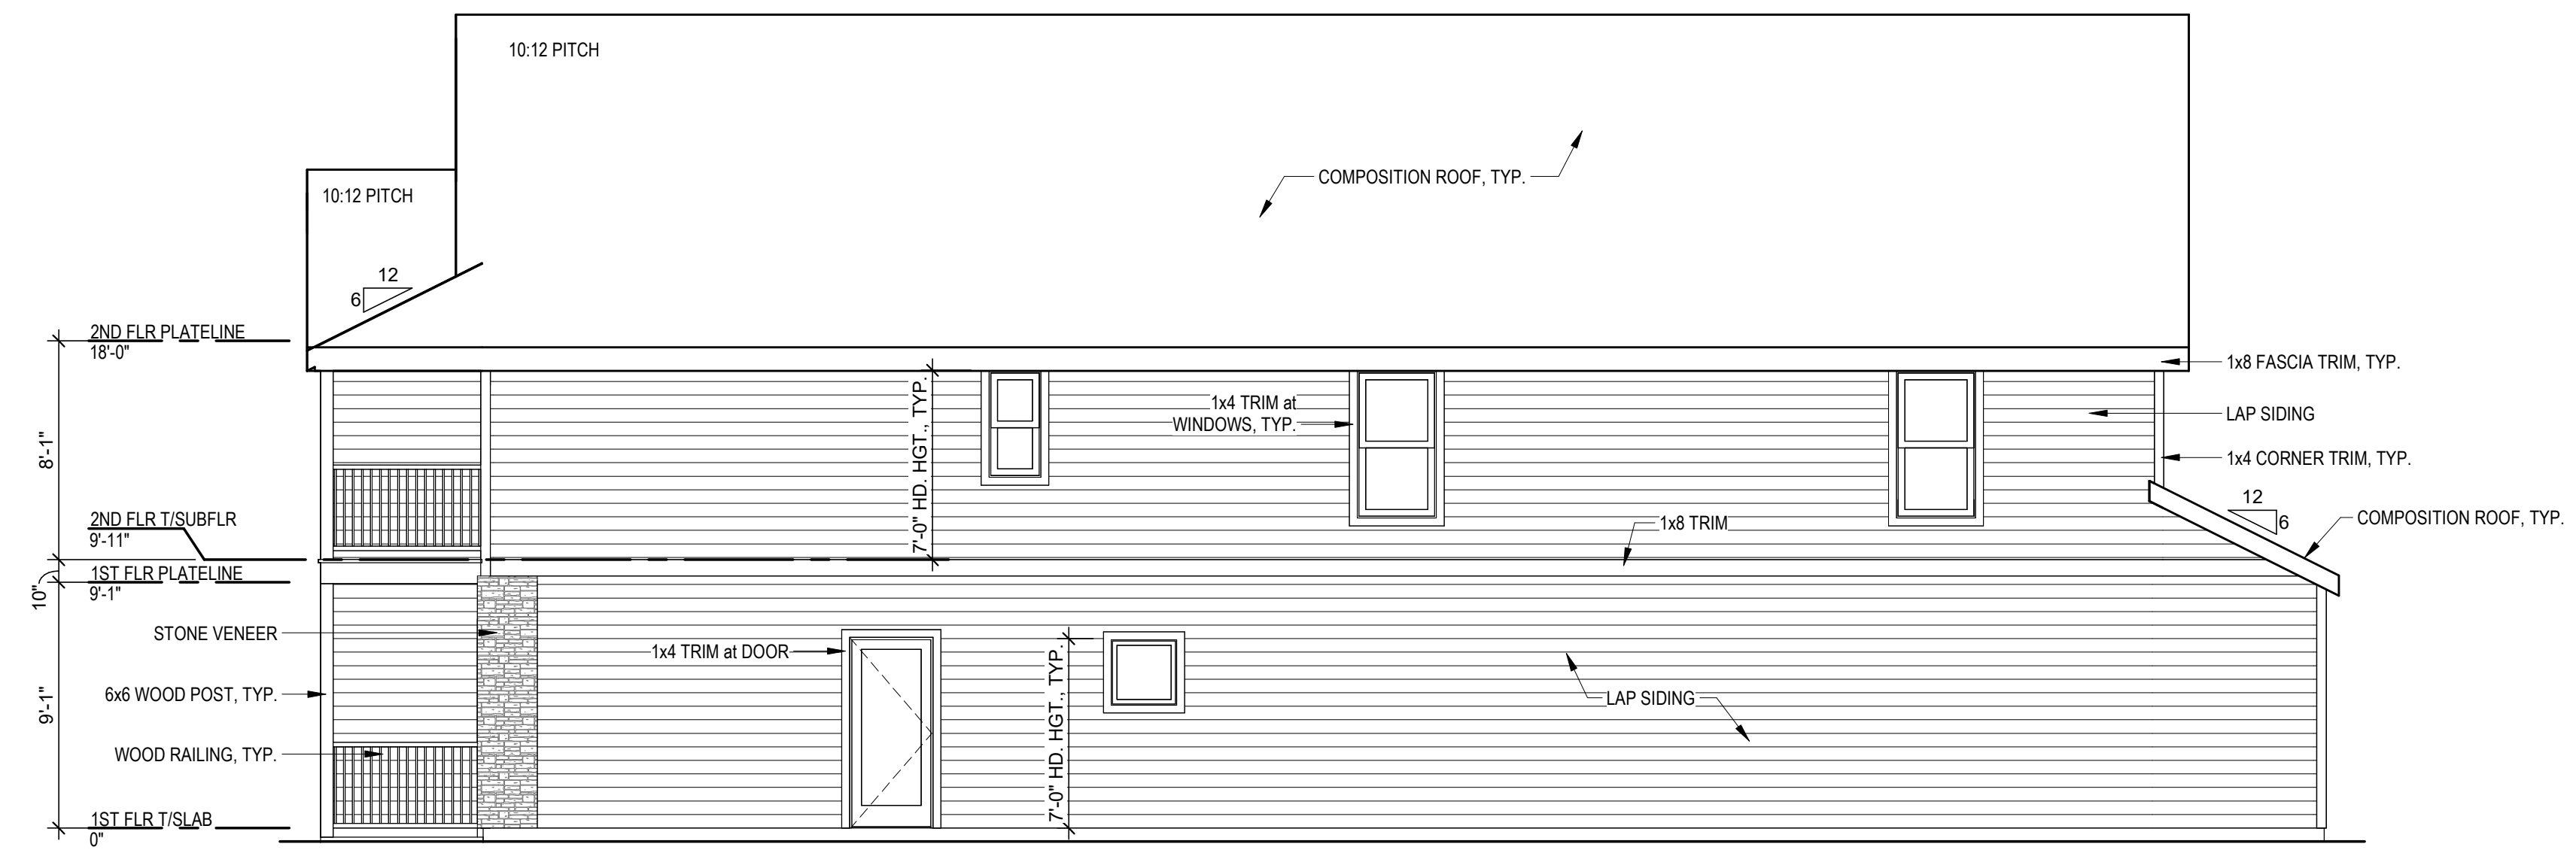 10:12 PITCH
COMPOSITION ROOF, TYP.
10:12 PITCH
12
6
2ND FLR PLATELINE
18'-0"
1x8 FASCIA TRIM, TYP.
7'-0" HD. HGT., TYP.
1x4 TRIM at
WINDOWS, TYP.
LAP SIDING
8'-1"
1x4 CORNER TRIM, TYP.
12
6
COMPOSITION ROOF, TYP.
2ND FLR T/SUBFLR
9'-11"
1x8 TRIM
1ST FLR PLATELINE
9'-1"
10"
STONE VENEER
1x4 TRIM at DOOR
7'-0" HD. HGT., TYP.
6x6 WOOD POST, TYP.
LAP SIDING
9'-1"
WOOD RAILING, TYP.
1ST FLR T/SLAB
0"